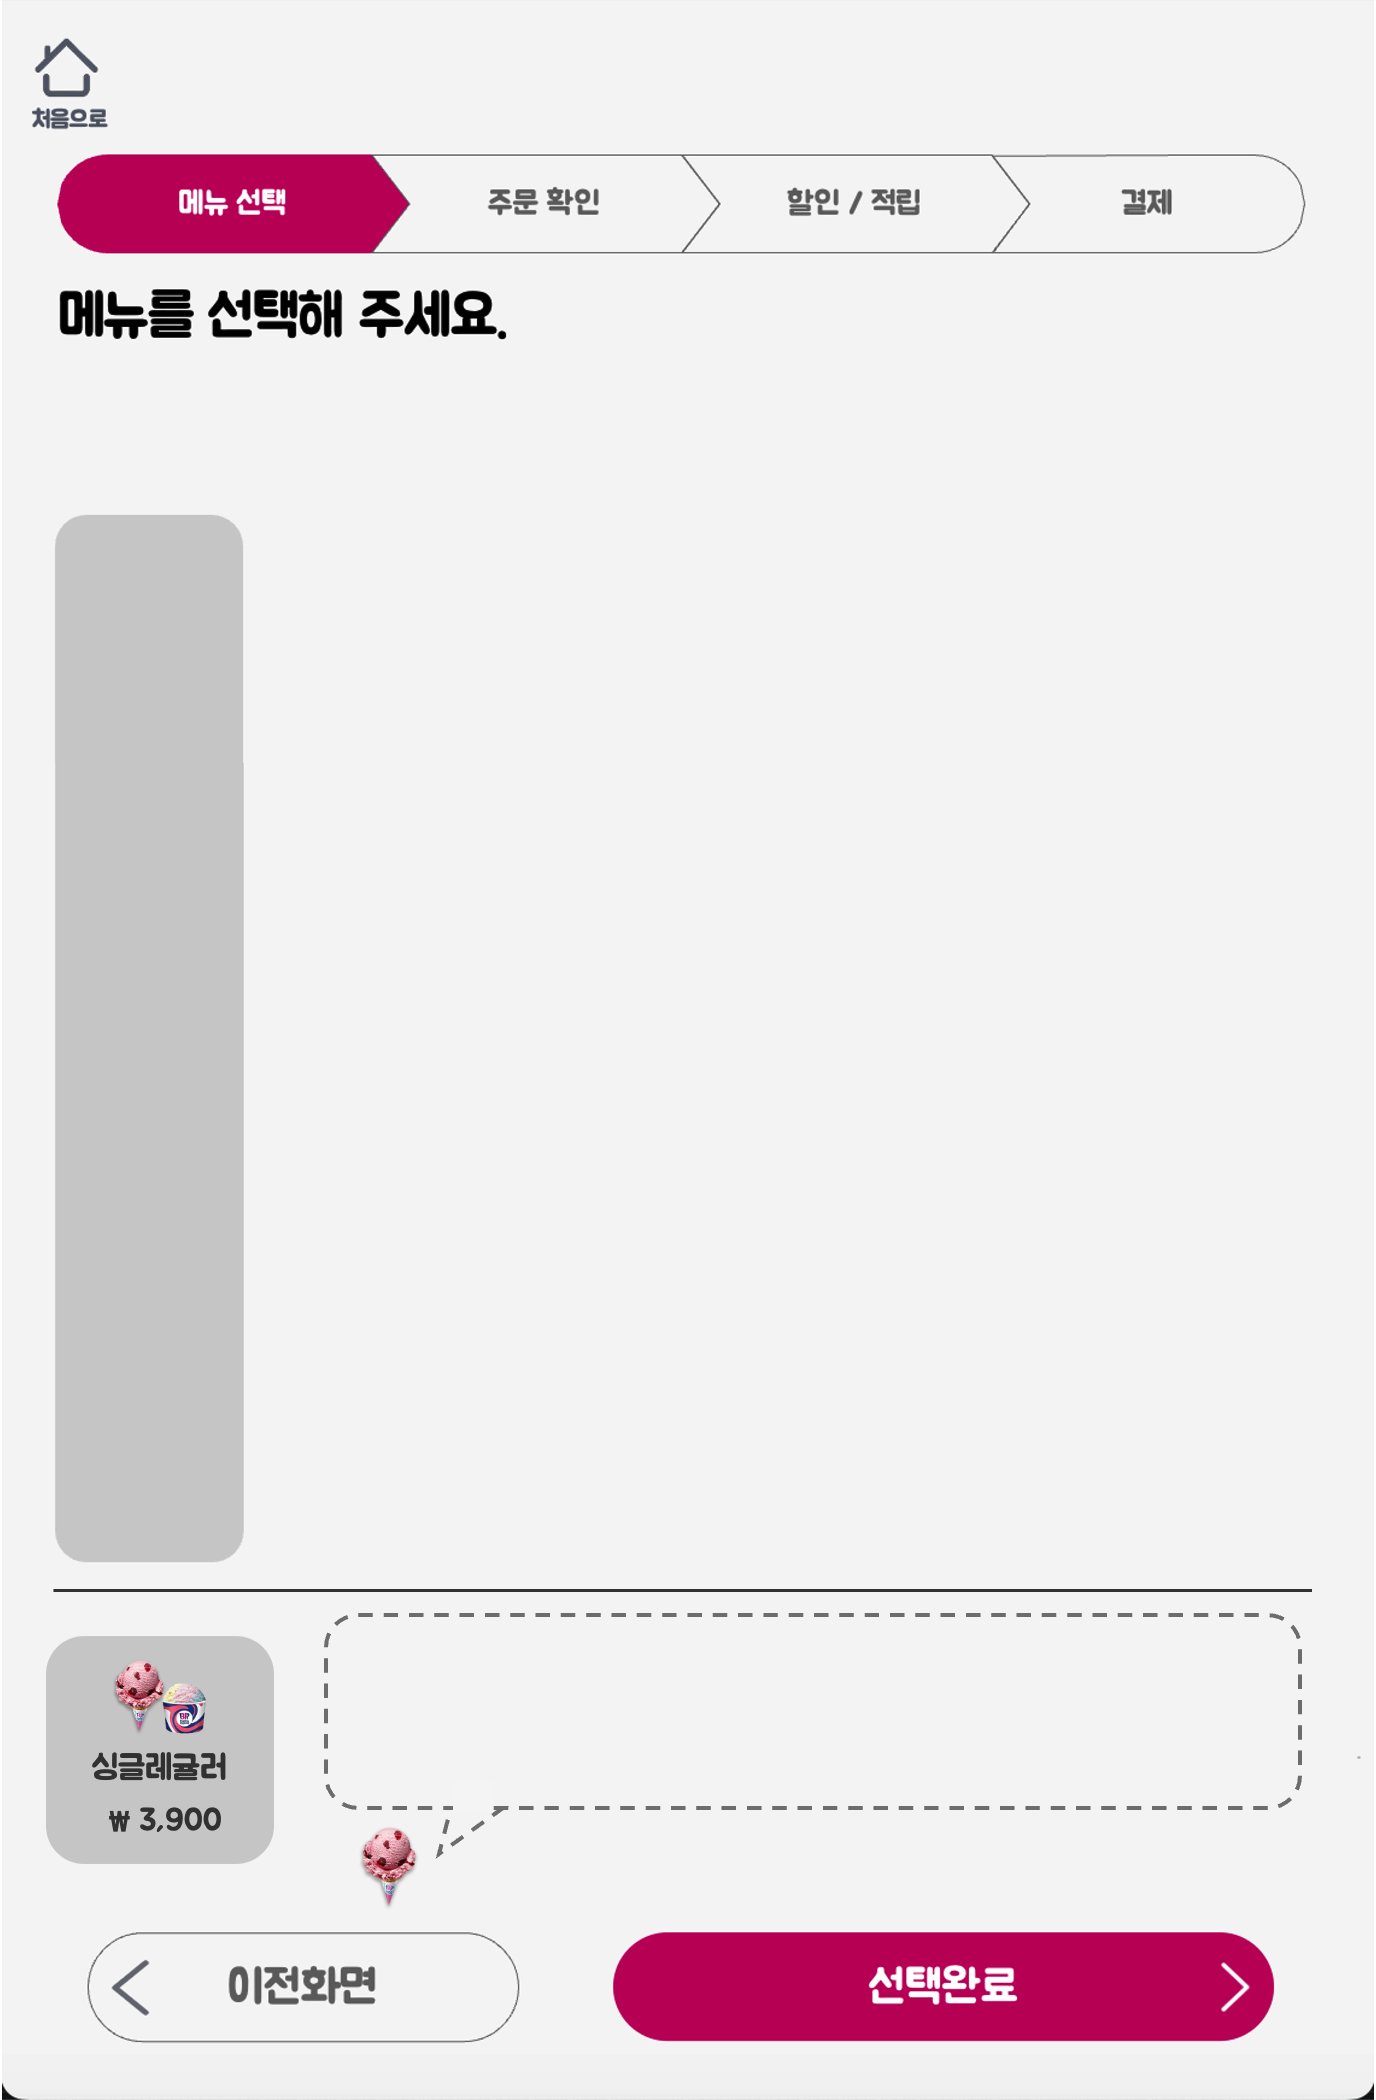 처음으로
메뉴 선택
주문 확인
할인 / 적립
결제
메뉴를 선택해 주세요.
BR
싱글레귤러
₩ 3,900
이전화면
선택완료